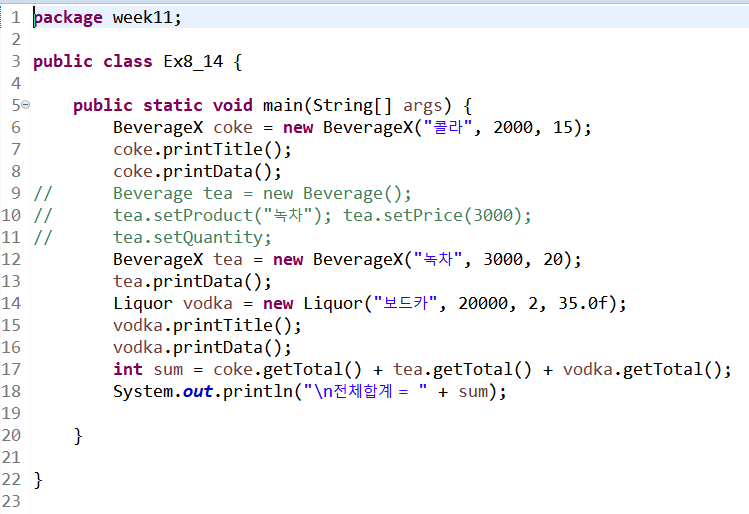 1 package week11;
2
3 public class Ex8_14 {
4
5 public static void main(String[] args) {
6 BeverageX coke = new BeverageX("콜라", 2000, 15);
7 coke.printTitle();
8 coke.printData();
9 // Beverage tea = new Beverage();
10 // tea.setProduct("녹차"); tea.setPrice(3000);
11 // tea.setQuantity;
12 BeverageX tea = new BeverageX("녹차", 3000, 20);
13 tea.printData();
14 Liquor vodka = new Liquor("보드카", 20000, 2, 35.0f);
15 vodka.printTitle();
16 vodka.printData();
17 int sum = coke.getTotal() + tea.getTotal() + vodka.getTotal();
18 System.out.println("\n전체합계 = " + sum);
19
20 }
21
22 }
23